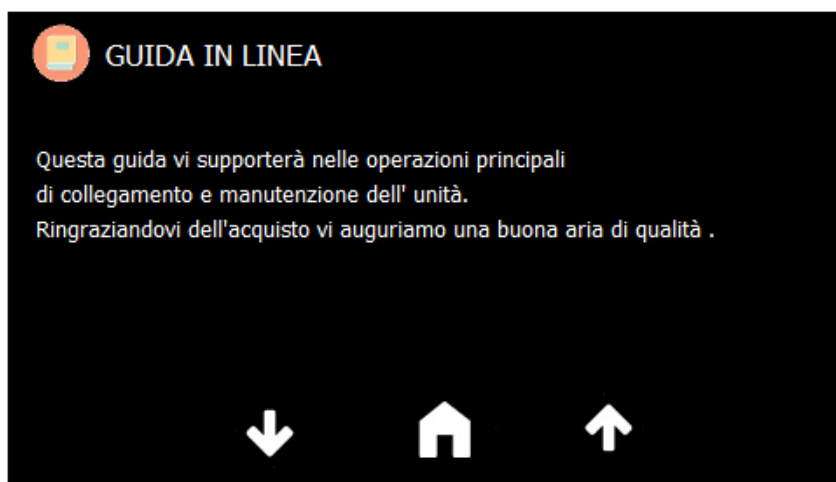 GUIDA IN LINEA
Questa guida vi supporterà nelle operazioni principali
di collegamento e manutenzione dell' unità.
Ringraziandovi dell'acquisto vi auguriamo una buona aria di qualità .